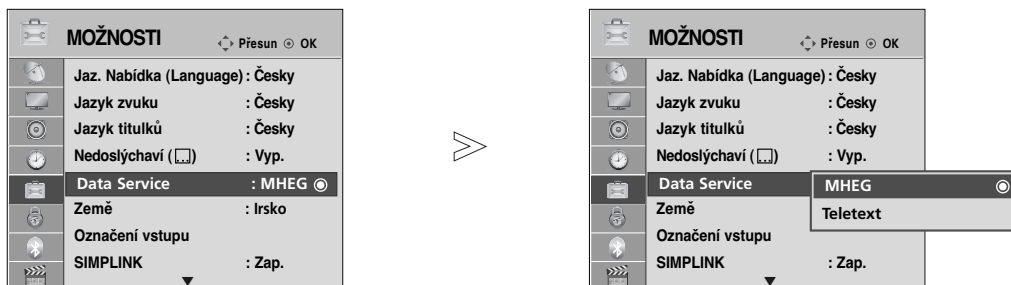 MOŽNOSTI
Přesun OK
Jaz. Nabídka (Language) : Česky
Jazyk zvuku : Česky
Jazyk titulků : Česky
Nedoslýchaví ( ) : Vyp.
Data Service : MHEG
Země : Irsko
Označení vstupu
SIMPLINK : Zap.
MOŽNOSTI
Přesun OK
Jaz. Nabídka (Language) : Česky
Jazyk zvuku : Česky
Jazyk titulků : Česky
Nedoslýchaví ( ) : Vyp.
Data Service
MHEG
Země
Teletext
Označení vstupu
SIMPLINK : Zap.